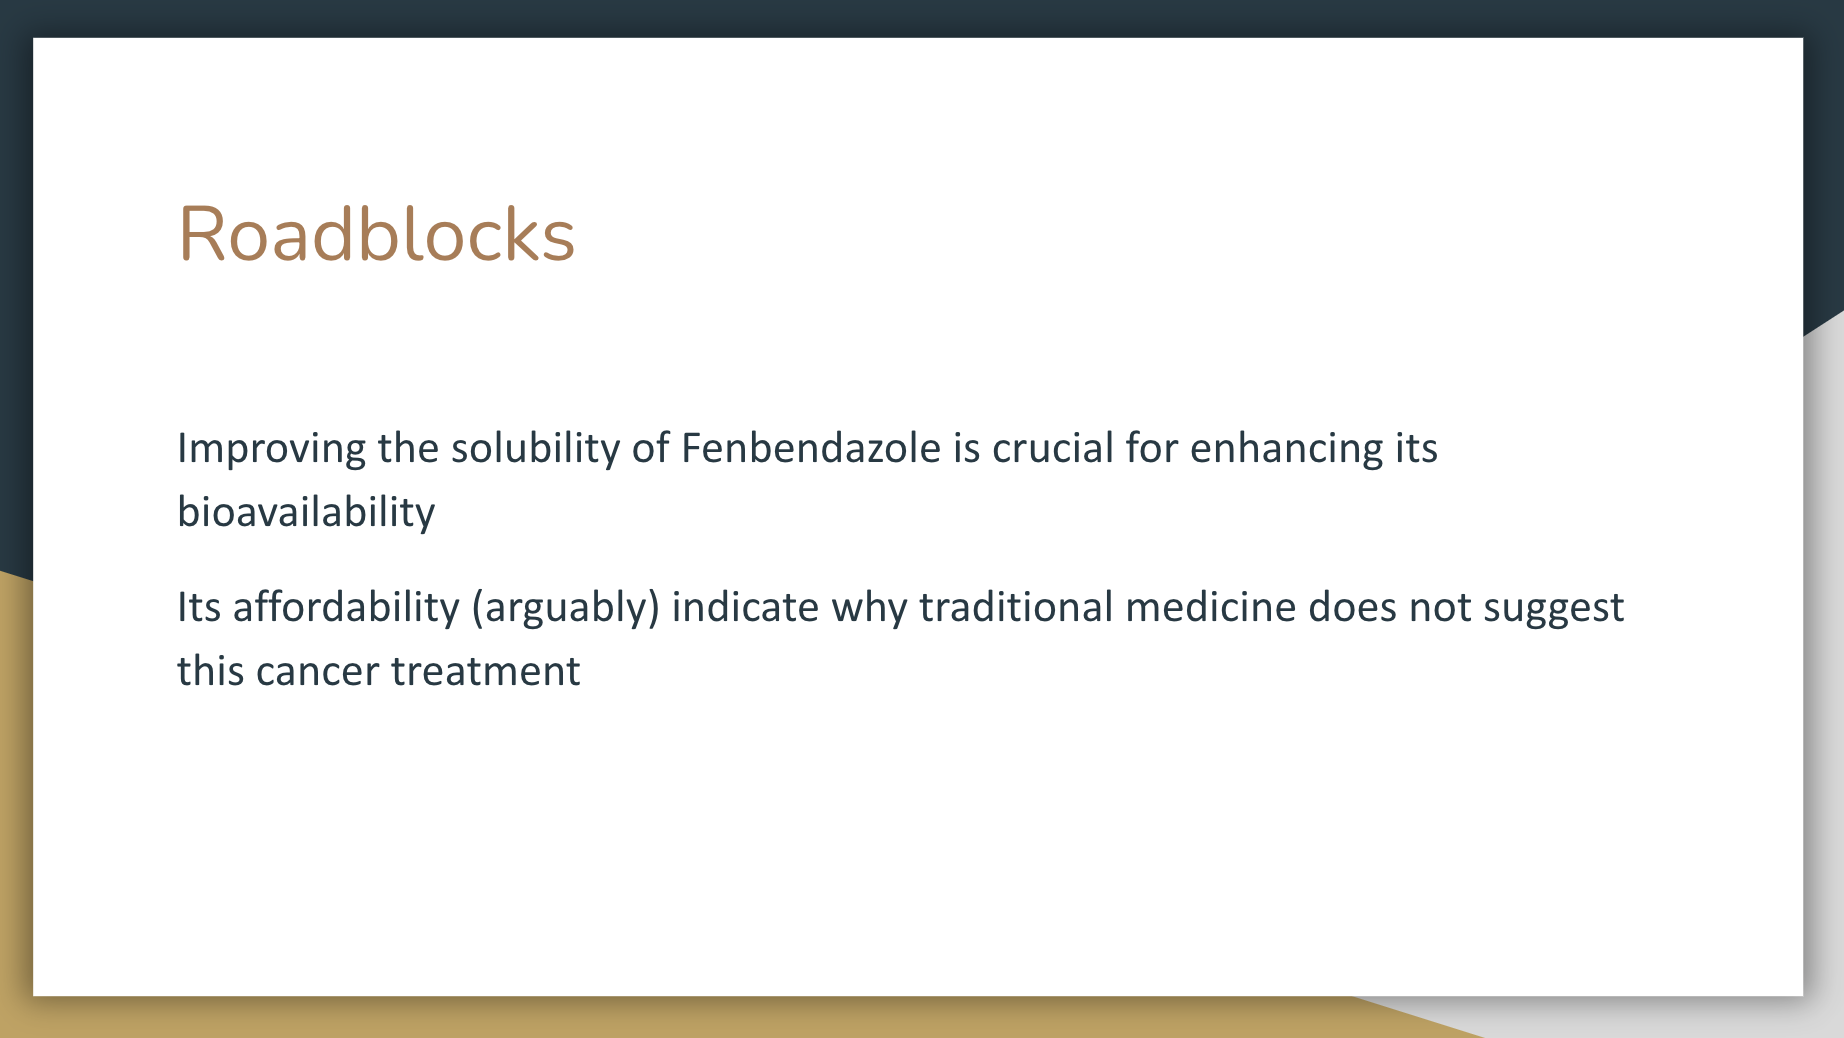 Roadblocks
Improving the solubility of Fenbendazole is crucial for enhancing its
bioavailability
Its affordability (arguably) indicate why traditional medicine does not suggest
this cancer treatment